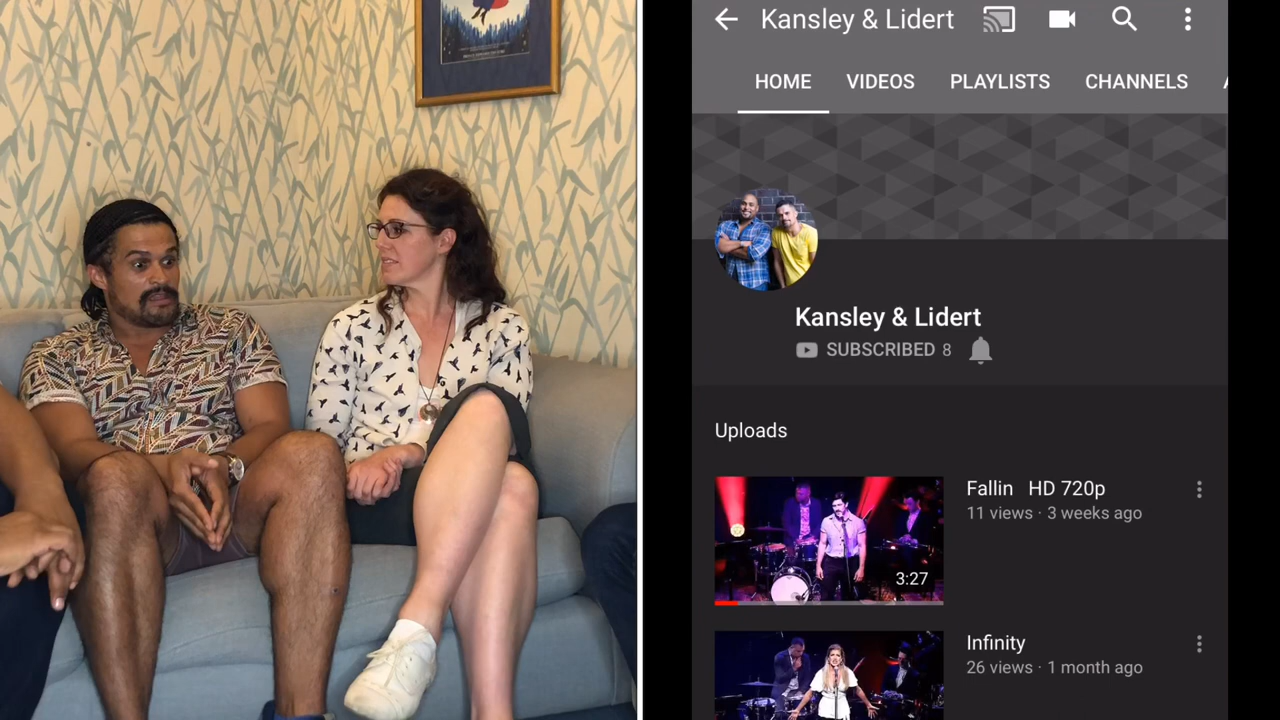 Kansley & Lidert
HOME VIDEOS PLAYLISTS CHANNELS
Kansley & Lidert
SUBSCRIBED 8
Uploads
Fallin HD 720p
11 views · 3 weeks ago
3:27
Infinity
26 views · 1 month ago